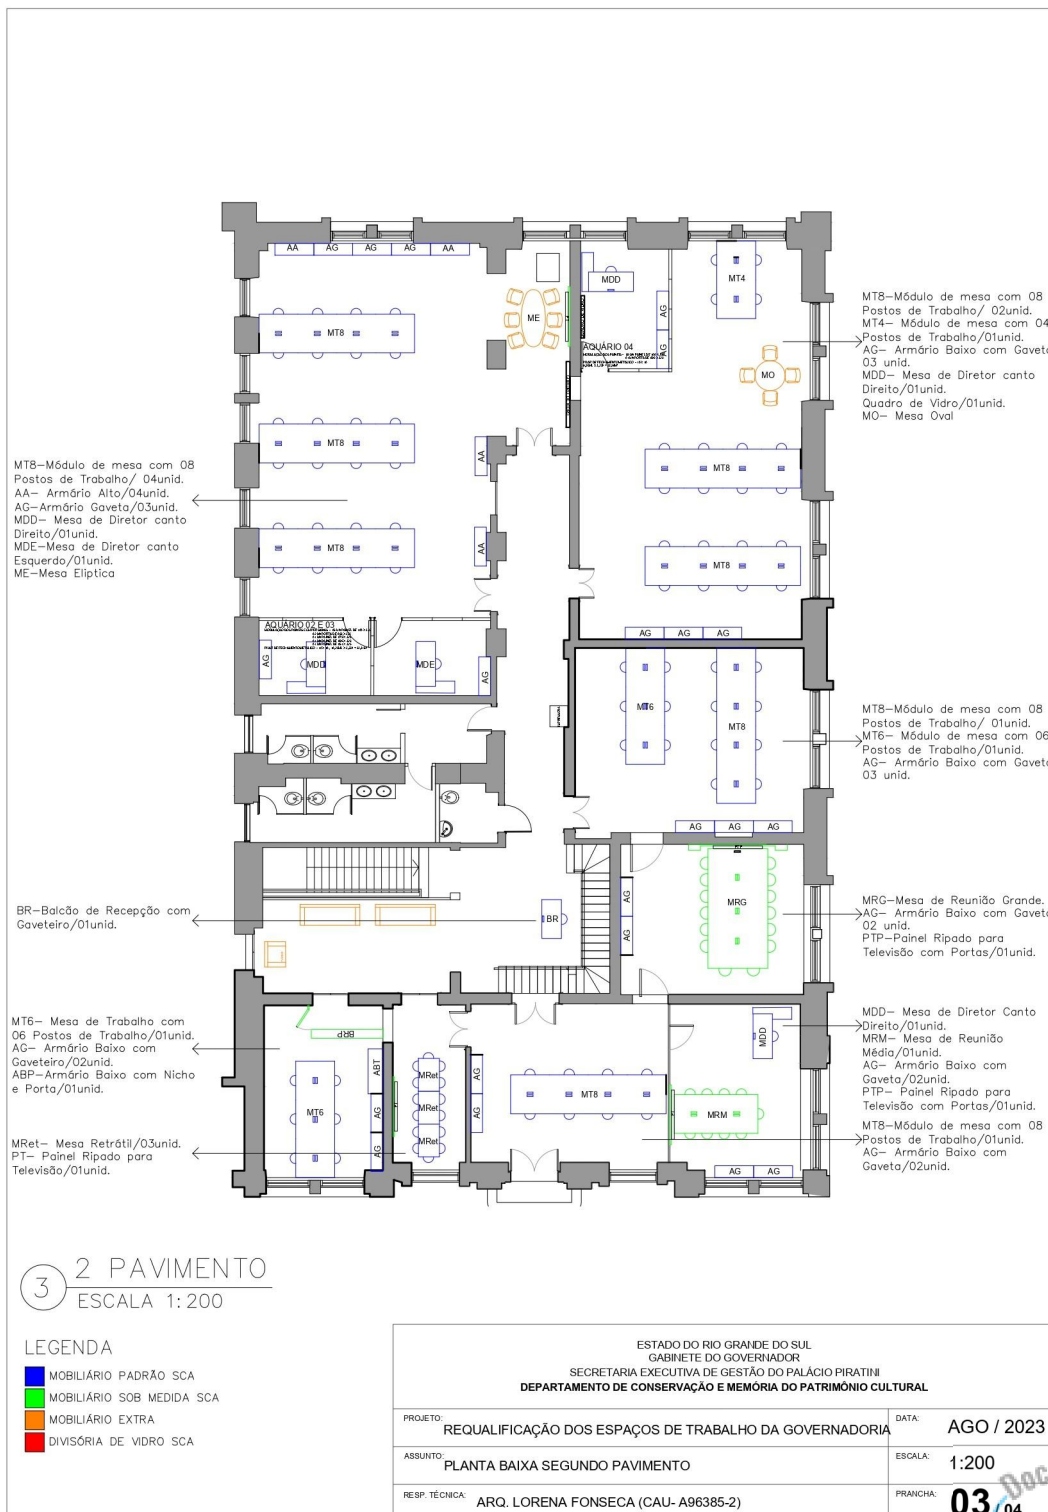 AA AG AG AG AA
MT8
ME
MDD
MT4
AG
AG
AQUÁRIO 04
MO
MT8
MT8
AA
AA
MT8
MT8
AQUÁRIO 02 E 03
AG
MDD
MDE
AG
AG AG AG
MT6
MT8
AG AG AG
AG
AG
MRG
BR
BRP
ABT
AG
AG
MT6
MRet
MRet
MRet
AG
AG
MT8
MDD
MRM
AG AG
MT8-Módulo de mesa com 08
Postos de Trabalho/ 04unid.
AA- Armário Alto/04unid.
AG-Armário Gaveta/03unid.
MDD- Mesa de Diretor canto
Direito/01unid.
MDE-Mesa de Diretor canto
Esquerdo/01unid.
ME-Mesa Eliptica
BR-Balcão de Recepção com
Gaveteiro/01unid.
MT6- Mesa de Trabalho com
06 Postos de Trabalho/01unid.
AG- Armário Baixo com
Gaveteiro/02unid.
ABP-Armário Baixo com Nicho
e Porta/01unid.
MRet- Mesa Retrátil/03unid.
PT- Painel Ripado para
Televisão/01unid.
MT8-Módulo de mesa com 08
Postos de Trabalho/ 02unid.
MT4- Módulo de mesa com 04
Postos de Trabalho/01unid.
AG- Armário Baixo com Gaveta
03 unid.
MDD- Mesa de Diretor canto
Direito/01unid.
Quadro de Vidro/01unid.
MO- Mesa Oval
MT8-Módulo de mesa com 08
Postos de Trabalho/ 01unid.
MT6- Módulo de mesa com 06
Postos de Trabalho/01unid.
AG- Armário Baixo com Gaveta
03 unid.
MRG-Mesa de Reunião Grande.
AG- Armário Baixo com Gaveta
02 unid.
PTP-Painel Ripado para
Televisão com Portas/01unid.
MDD- Mesa de Diretor Canto
Direito/01unid.
MRM- Mesa de Reunião
Média/01unid.
AG- Armário Baixo com
Gaveta/02unid.
PTP- Painel Ripado para
Televisão com Portas/01unid.
MT8-Módulo de mesa com 08
Postos de Trabalho/01unid.
AG- Armário Baixo com
Gaveta/02unid.
3 2 PAVIMENTO
ESCALA 1:200
LEGENDA
MOBILIÁRIO PADRÃO SCA
MOBILIÁRIO SOB MEDIDA SCA
MOBILIÁRIO EXTRA
DIVISÓRIA DE VIDRO SCA
ESTADO DO RIO GRANDE DO SUL
GABINETE DO GOVERNADOR
SECRETARIA EXECUTIVA DE GESTÃO DO PALÁCIO PIRATINI
DEPARTAMENTO DE CONSERVAÇÃO E MEMÓRIA DO PATRIMÔNIO CULTURAL
PROJETO: REQUALIFICAÇÃO DOS ESPAÇOS DE TRABALHO DA GOVERNADORIA
DATA: AGO / 2023
ASSUNTO: PLANTA BAIXA SEGUNDO PAVIMENTO
ESCALA: 1:200
RESP. TÉCNICA: ARQ. LORENA FONSECA (CAU- A96385-2)
PRANCHA: 03/04
Doc